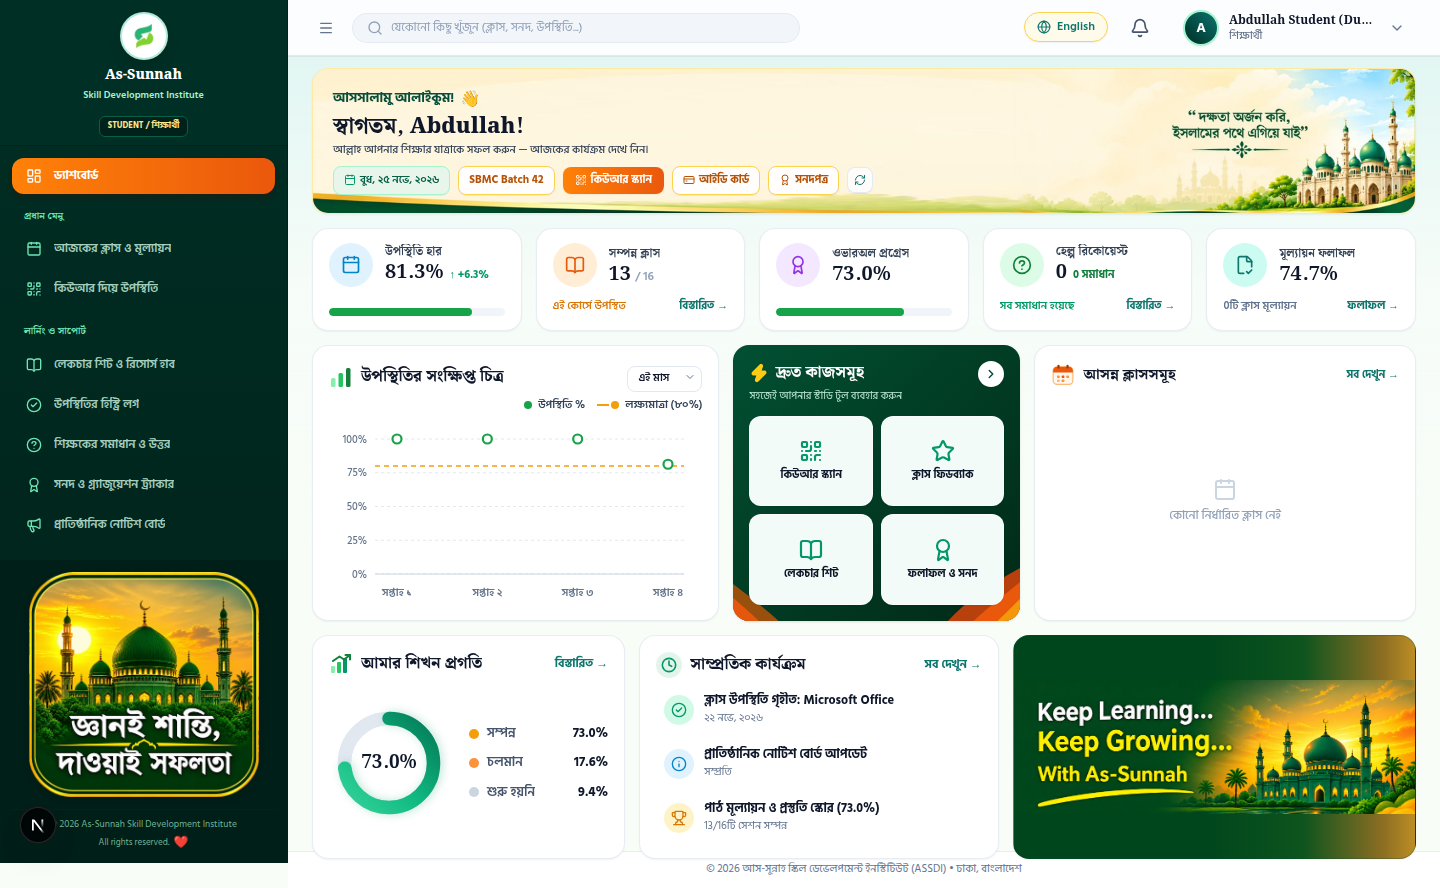 As-Sunnah
Skill Development Institute
STUDENT / শিক্ষার্থী
ড্যাশবোর্ড
প্রধান মেনু
আজকের ক্লাস ও মূল্যায়ন
কিউআর দিয়ে উপস্থিতি
লার্নিং ও সাপোর্ট
লেকচার শিট ও রিসোর্স হাব
উপস্থিতির হিস্ট্রি লগ
শিক্ষকের সমাধান ও উত্তর
সনদ ও গ্র্যাজুয়েশন ট্র্যাকার
প্রাতিষ্ঠানিক নোটিশ বোর্ড
জ্ঞানই শান্তি,
দাওয়াই সফলতা
N
2026 As-Sunnah Skill Development Institute
All rights reserved. ❤️
যেকোনো কিছু খুঁজুন (ক্লাস, সনদ, উপস্থিতি...)
English
A
Abdullah Student (Du...
শিক্ষার্থী
আসসালামু আলাইকুম! 👋
স্বাগতম, Abdullah!
আল্লাহ আপনার শিক্ষার যাত্রাকে সফল করুন — আজকের কার্যক্রম দেখে নিন।
বুধ, ২৫ নভে, ২০২৬
SBMC Batch 42
কিউআর স্ক্যান
আইডি কার্ড
সনদপত্র
“ দক্ষতা অর্জন করি,
ইসলামের পথে এগিয়ে যাই”
উপস্থিতি হার
81.3% ↑ +6.3%
সম্পন্ন ক্লাস
13 / 16
এই কোর্সে উপস্থিত
বিস্তারিত →
ওভারঅল প্রগ্রেস
73.0%
হেল্প রিকোয়েস্ট
0 0 সমাধান
সব সমাধান হয়েছে
বিস্তারিত →
মূল্যায়ন ফলাফল
74.7%
0টি ক্লাস মূল্যায়ন
ফলাফল →
উপস্থিতির সংক্ষিপ্ত চিত্র
এই মাস
উপস্থিতি %
লক্ষ্যমাত্রা (৮০%)
100%
75%
50%
25%
0%
সপ্তাহ ১
সপ্তাহ ২
সপ্তাহ ৩
সপ্তাহ ৪
দ্রুত কাজসমূহ
সহজেই আপনার স্টাডি টুল ব্যবহার করুন
কিউআর স্ক্যান
ক্লাস ফিডব্যাক
লেকচার শিট
ফলাফল ও সনদ
আসন্ন ক্লাসসমূহ
সব দেখুন →
কোনো নির্ধারিত ক্লাস নেই
আমার শিখন প্রগতি
বিস্তারিত →
73.0%
সম্পন্ন 73.0%
চলমান 17.6%
শুরু হয়নি 9.4%
সাম্প্রতিক কার্যক্রম
সব দেখুন →
ক্লাস উপস্থিতি গৃহীত: Microsoft Office
২২ নভে, ২০২৬
প্রাতিষ্ঠানিক নোটিশ বোর্ড আপডেট
সম্প্রতি
পাঠ মূল্যায়ন ও প্রস্তুতি স্কোর (73.0%)
13/16টি সেশন সম্পন্ন
Keep Learning...
Keep Growing...
With As-Sunnah
© 2026 আস-সুন্নাহ স্কিল ডেভেলপমেন্ট ইনস্টিটিউট (ASSDI) • ঢাকা, বাংলাদেশ